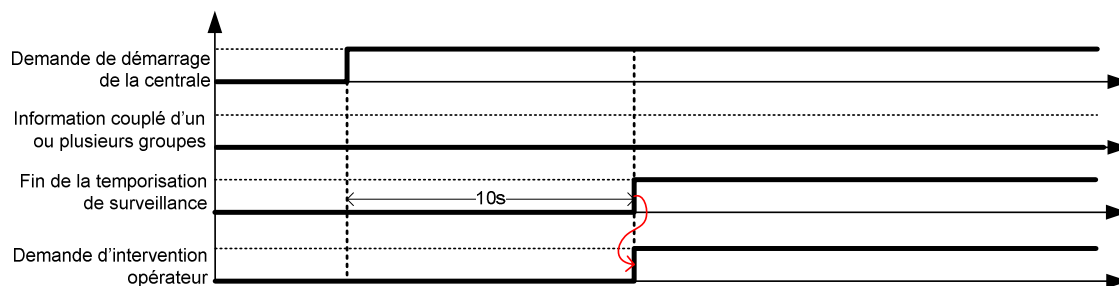 Demande de démarrage
de la centrale
Information couplé d'un
ou plusieurs groupes
Fin de la temporisation
de surveillance
10s
Demande d'intervention
opérateur